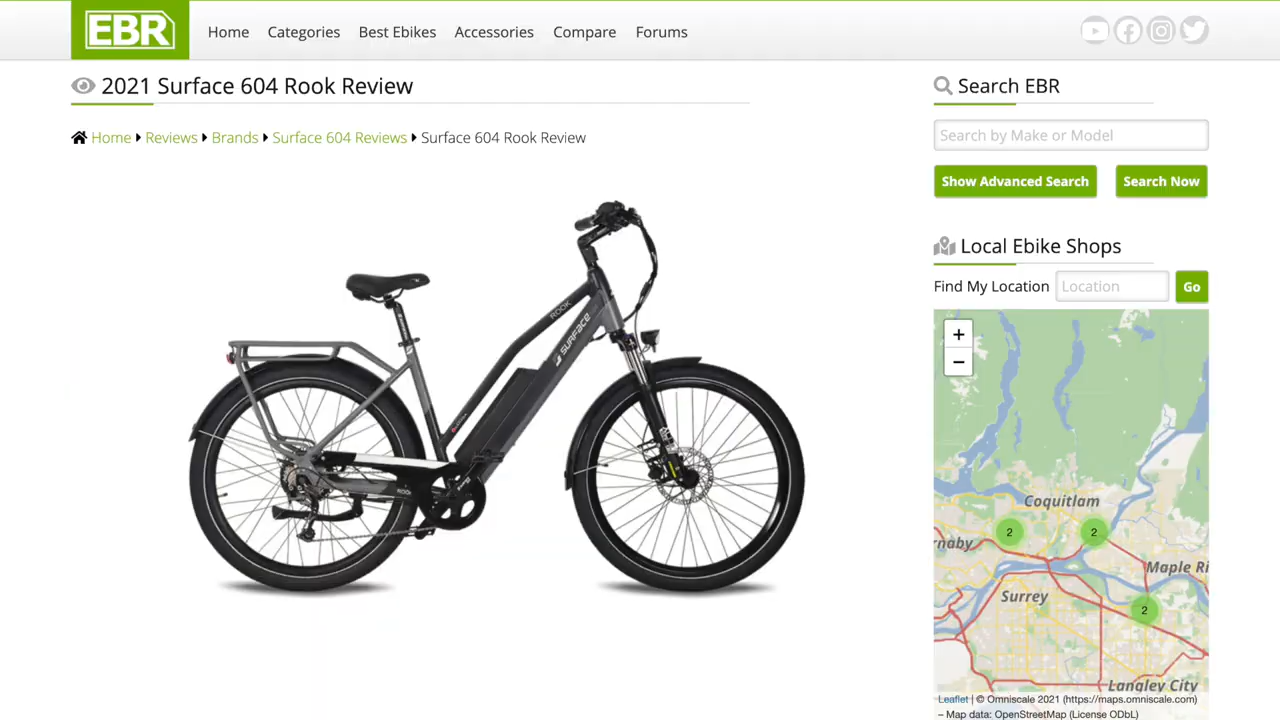 EBR
Home Categories Best Ebikes Accessories Compare Forums
2021 Surface 604 Rook Review
Home Reviews Brands Surface 604 Reviews Surface 604 Rook Review
ROOK
SURFACE
ROOK
Search EBR
Search by Make or Model
Show Advanced Search Search Now
Local Ebike Shops
Find My Location Location Go
+
−
Coquitlam
2 2
rnaby
Maple Ri
Surrey
2
Langley City
Leaflet | © Omniscale 2021 (https://maps.omniscale.com)
– Map data: OpenStreetMap (License ODbL)